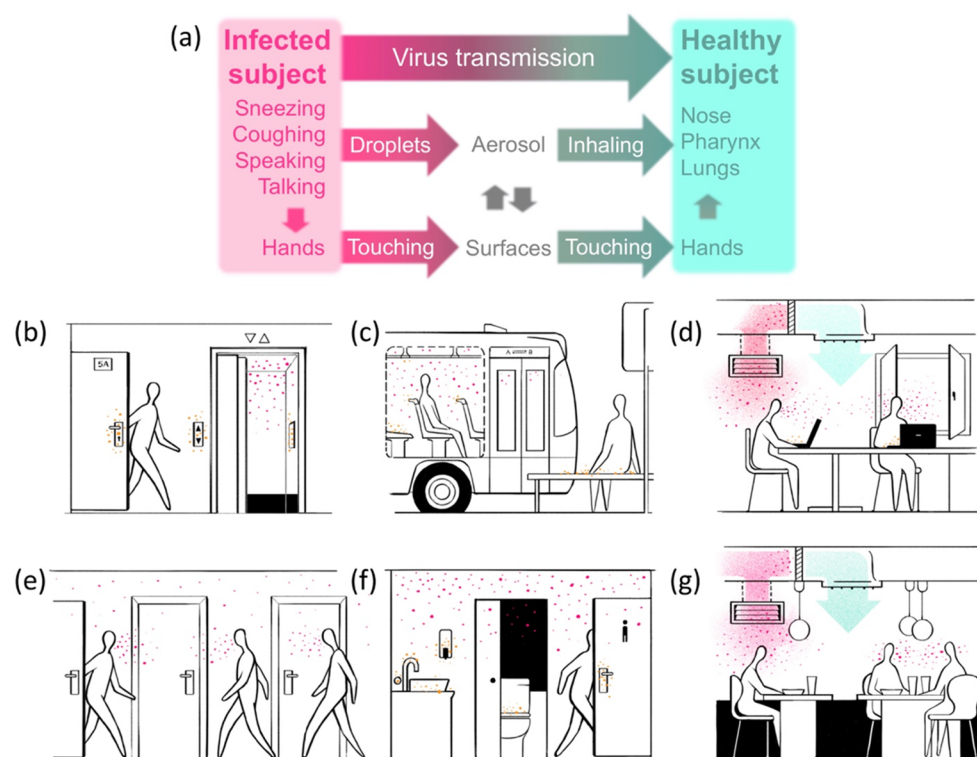 (a)
Infected
subject
Sneezing
Coughing
Speaking
Talking
Hands
Virus transmission
Droplets
Aerosol
Inhaling
Touching
Surfaces
Touching
Healthy
subject
Nose
Pharynx
Lungs
Hands
(b)
5A
(c)
(d)
(e)
(f)
(g)